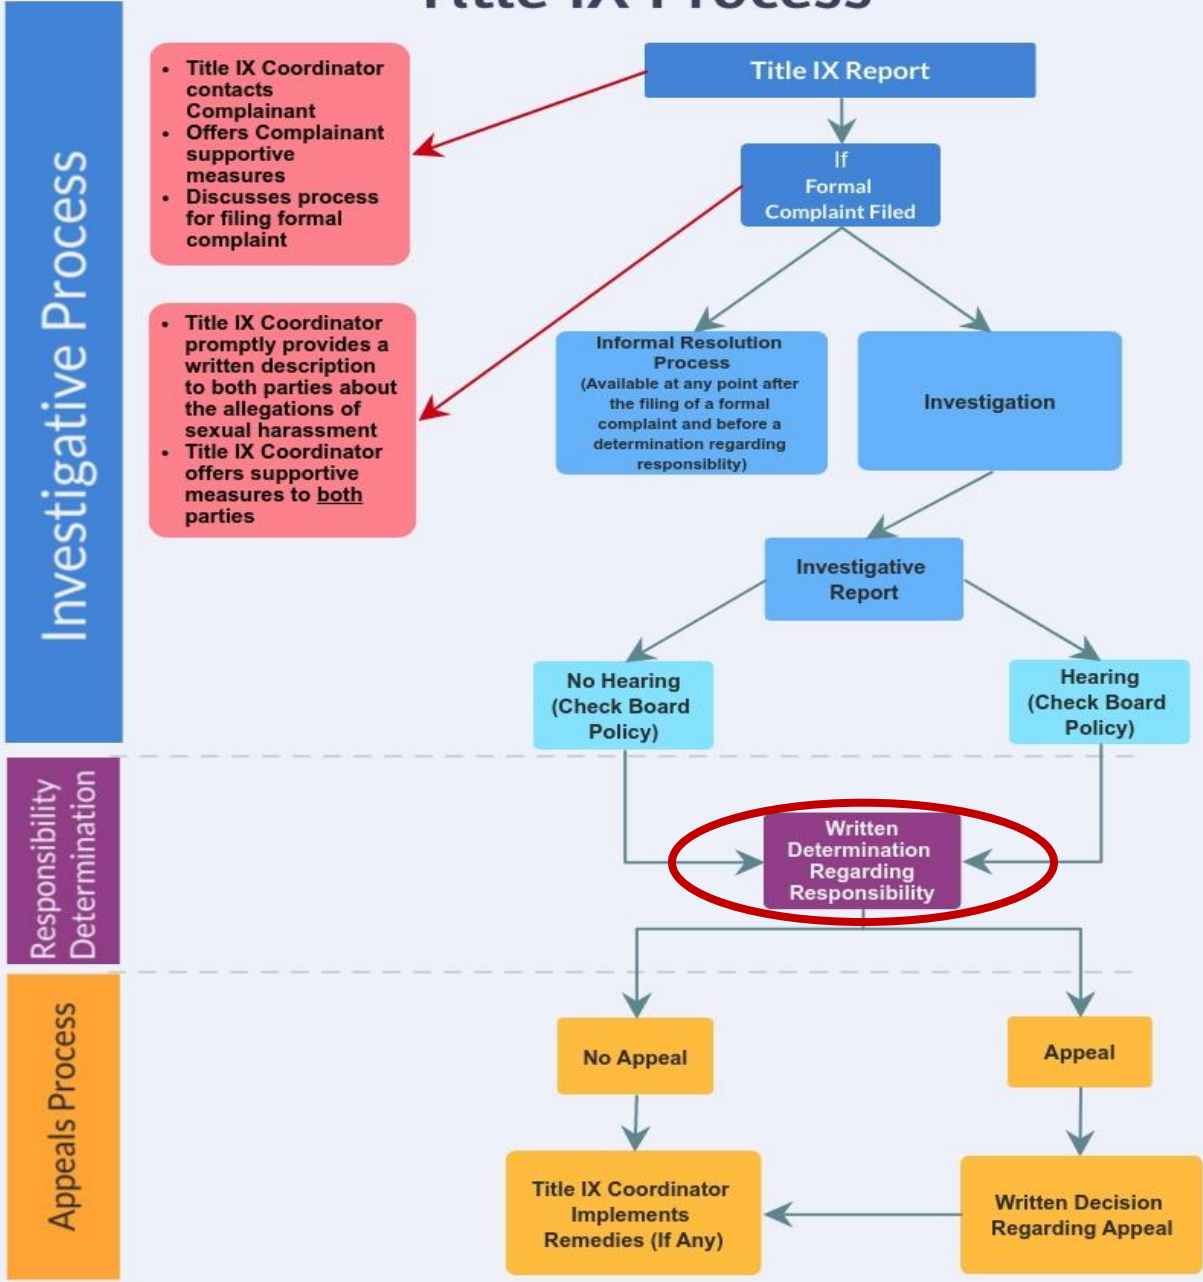 Title IX Process
Investigative Process
• Title IX Coordinator
contacts
Complainant
• Offers Complainant
supportive
measures
• Discusses process
for filing formal
complaint
Title IX Report
If
Formal
Complaint Filed
• Title IX Coordinator
promptly provides a
written description
to both parties about
the allegations of
sexual harassment
• Title IX Coordinator
offers supportive
measures to both
parties
Informal Resolution
Process
(Available at any point after
the filing of a formal
complaint and before a
determination regarding
responsiblity)
Investigation
Investigative
Report
No Hearing
(Check Board
Policy)
Hearing
(Check Board
Policy)
Responsibility
Determination
Written
Determination
Regarding
Responsibility
Appeals Process
No Appeal
Appeal
Title IX Coordinator
Implements
Remedies (If Any)
Written Decision
Regarding Appeal